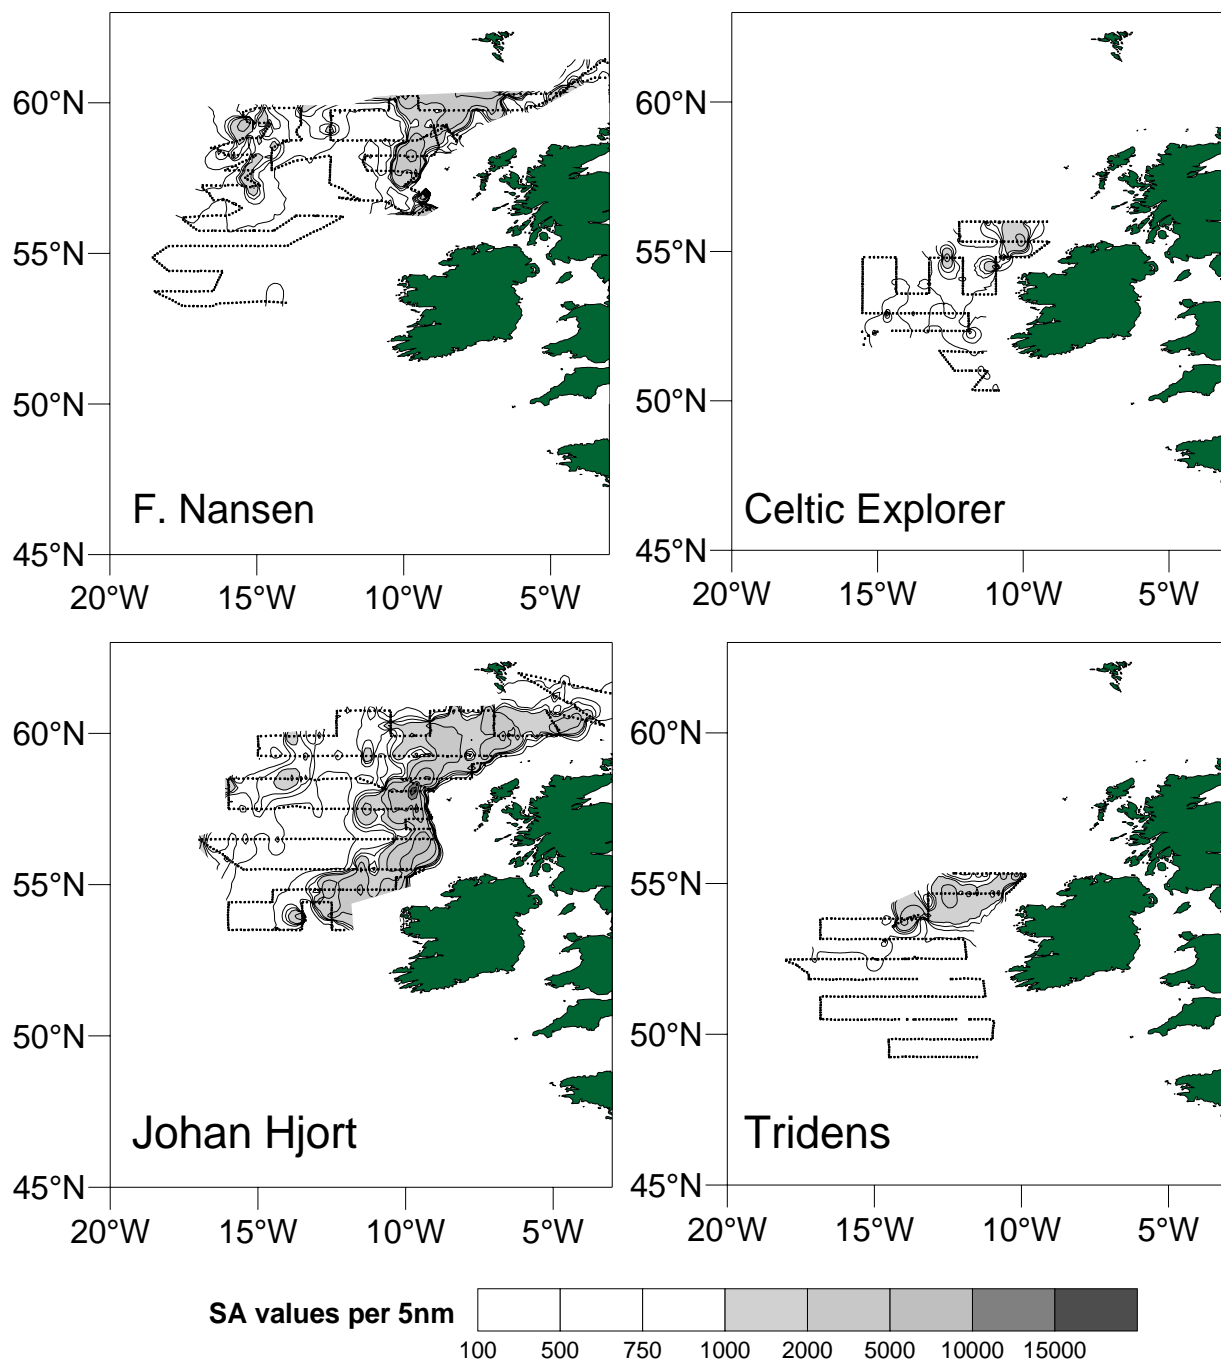 60°N
55°N
50°N
45°N
20°W 15°W 10°W 5°W
F. Nansen
60°N
55°N
50°N
45°N
20°W 15°W 10°W 5°W
Celtic Explorer
60°N
55°N
50°N
45°N
20°W 15°W 10°W 5°W
Johan Hjort
60°N
55°N
50°N
45°N
20°W 15°W 10°W 5°W
Tridens
SA values per 5nm
100 500 750 1000 2000 5000 10000 15000